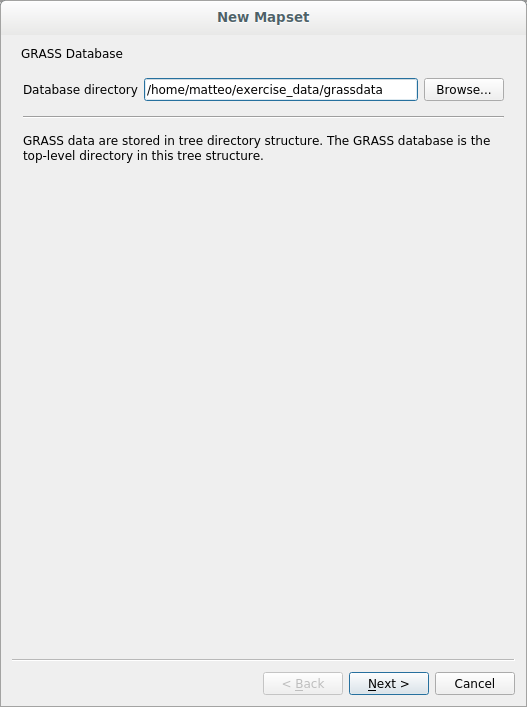 New Mapset
GRASS Database
Database directory /home/matteo/exercise_data/grassdata Browse...
GRASS data are stored in tree directory structure. The GRASS database is the
top-level directory in this tree structure.
< Back Next > Cancel